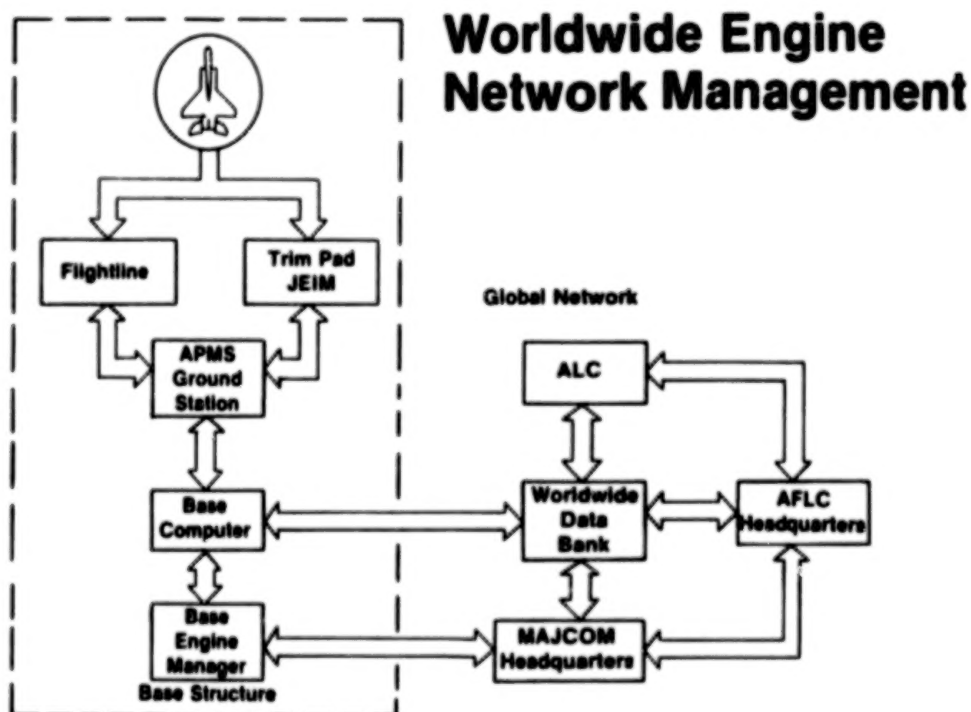 Worldwide Engine
Network Management
Flightline
Trim Pad
JEIM
APMS
Ground
Station
Base
Computer
Base
Engine
Manager
Base Structure
Global Network
ALC
Worldwide
Data
Bank
AFLC
Headquarters
MAJCOM
Headquarters